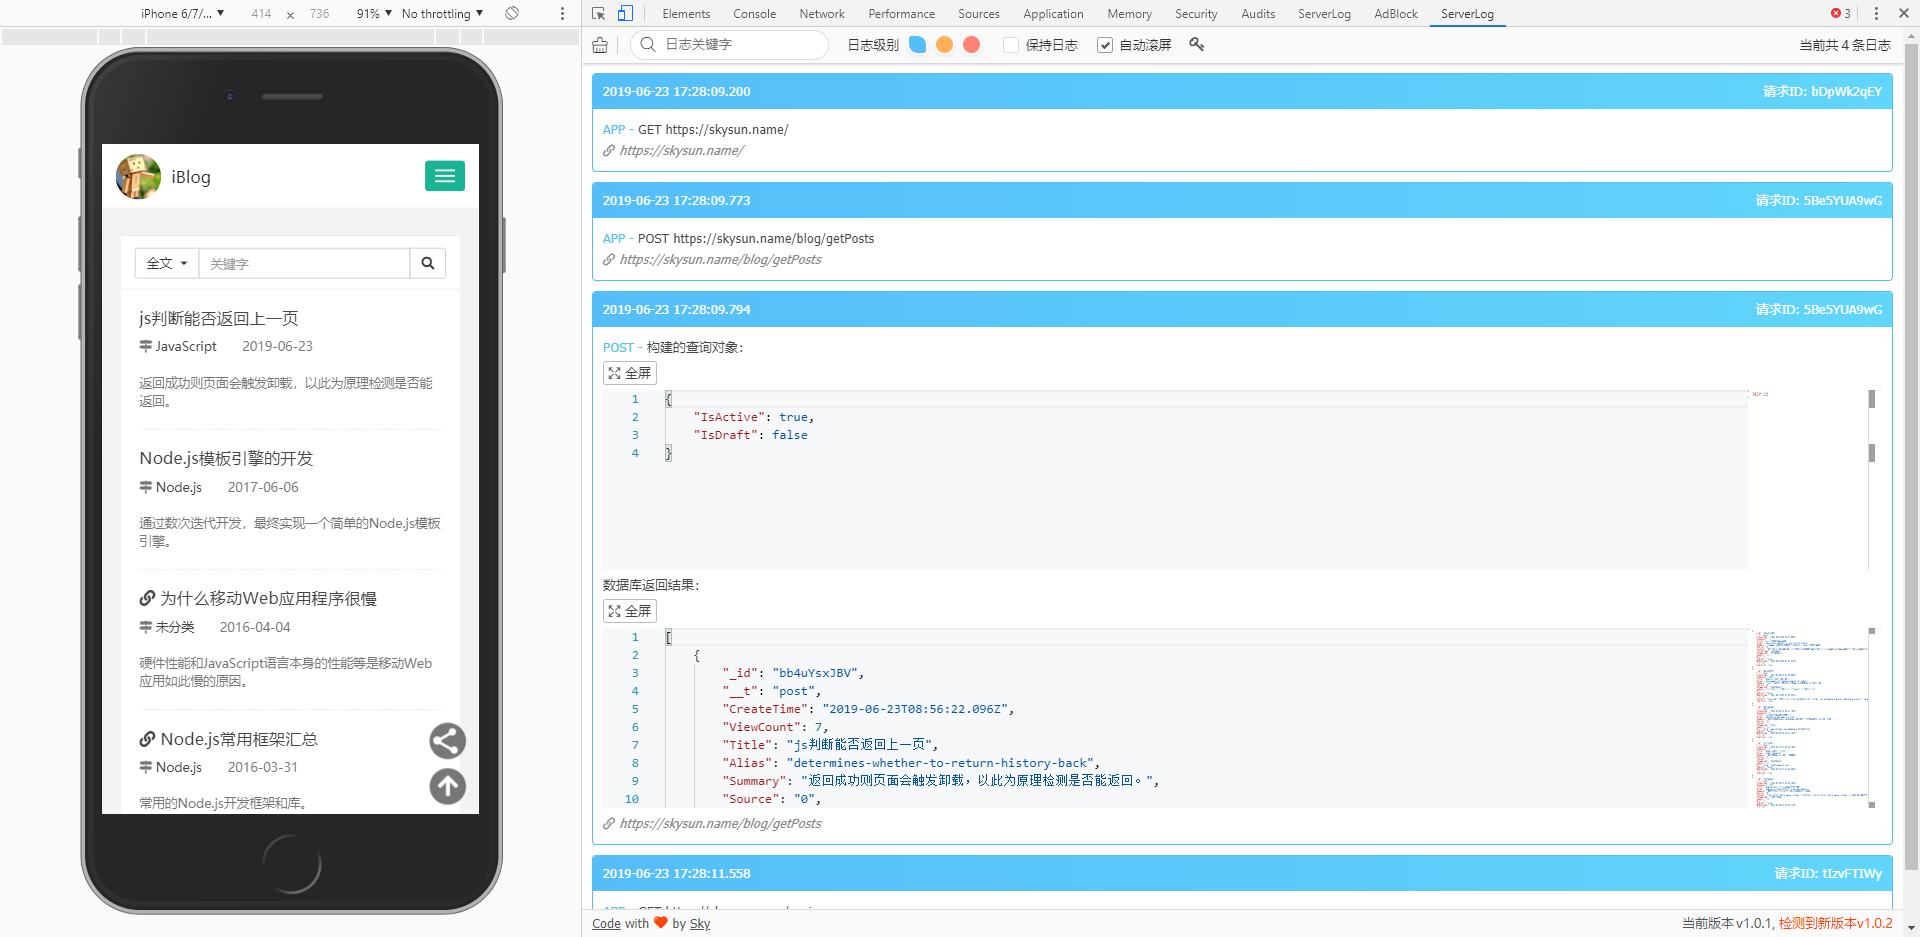 iPhone 6/7/... 414 × 736 91% No throttling
Elements Console Network Performance Sources Application Memory Security Audits ServerLog AdBlock ServerLog 3
日志关键字 日志级别 保持日志 自动滚屏 当前共 4 条日志
iBlog
全文 关键字
js判断能否返回上一页
JavaScript 2019-06-23
返回成功则页面会触发卸载，以此为原理检测是否能
返回。
Node.js模板引擎的开发
Node.js 2017-06-06
通过数次迭代开发，最终实现一个简单的Node.js模板
引擎。
为什么移动Web应用程序很慢
未分类 2016-04-04
硬件性能和JavaScript语言本身的性能等是移动Web
应用如此慢的原因。
Node.js常用框架汇总
Node.js 2016-03-31
常用的Node.js开发框架和库。
2019-06-23 17:28:09.200 请求ID: bDpWk2qEY
APP - GET https://skysun.name/
https://skysun.name/
2019-06-23 17:28:09.773 请求ID: 5Be5YUA9wG
APP - POST https://skysun.name/blog/getPosts
https://skysun.name/blog/getPosts
2019-06-23 17:28:09.794 请求ID: 5Be5YUA9wG
POST - 构建的查询对象：
全屏
1 {
2 "IsActive": true,
3 "IsDraft": false
4 }
数据库返回结果：
全屏
1 [
2 {
3 "_id": "bb4uYsxJBV",
4 "__t": "post",
5 "CreateTime": "2019-06-23T08:56:22.096Z",
6 "ViewCount": 7,
7 "Title": "js判断能否返回上一页",
8 "Alias": "determines-whether-to-return-history-back",
9 "Summary": "返回成功则页面会触发卸载，以此为原理检测是否能返回。",
10 "Source": "0",
https://skysun.name/blog/getPosts
2019-06-23 17:28:11.558 请求ID: tIzvFTIWy
Code with ❤ by Sky
当前版本 v1.0.1, 检测到新版本v1.0.2